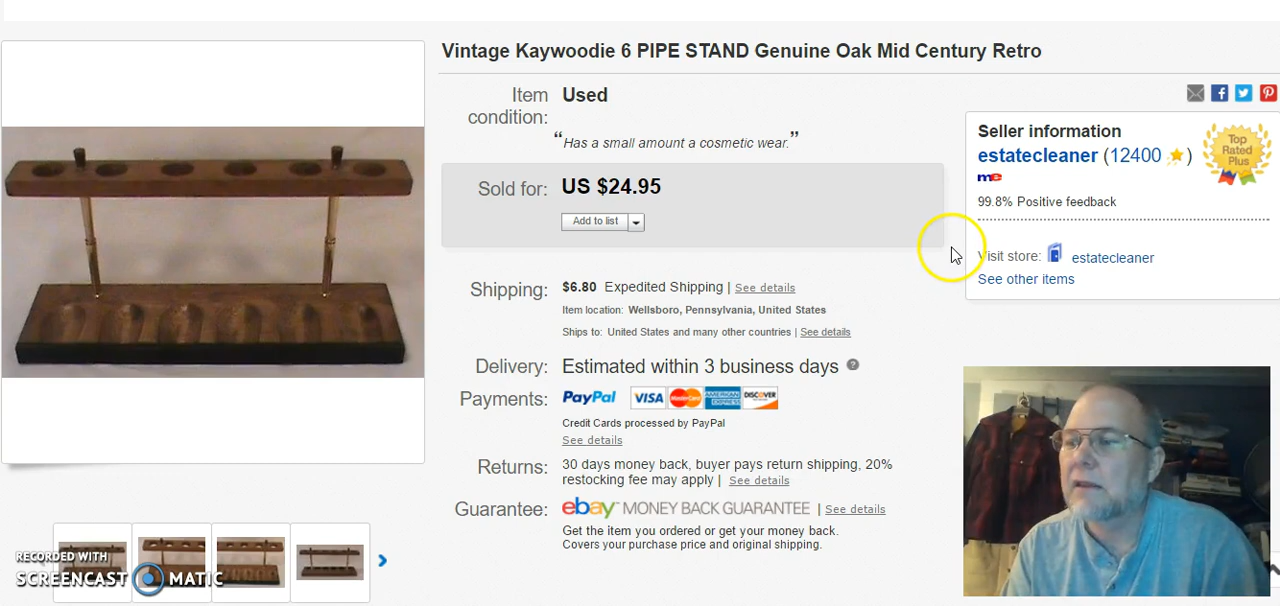 Vintage Kaywoodie 6 PIPE STAND Genuine Oak Mid Century Retro
Item condition: Used
“Has a small amount a cosmetic wear.”
Sold for: US $24.95
Add to list
Shipping: $6.80 Expedited Shipping | See details
Item location: Wellsboro, Pennsylvania, United States
Ships to: United States and many other countries | See details
Delivery: Estimated within 3 business days
Payments: PayPal VISA MasterCard AMERICAN EXPRESS DISCOVER
Credit Cards processed by PayPal
See details
Returns: 30 days money back, buyer pays return shipping, 20%
restocking fee may apply | See details
Guarantee: ebay MONEY BACK GUARANTEE | See details
Get the item you ordered or get your money back.
Covers your purchase price and original shipping.
Seller information
estatecleaner (12400 )
me
99.8% Positive feedback
Top
Rated
Plus
Visit store: estatecleaner
See other items
RECORDED WITH
SCREENCAST MATIC